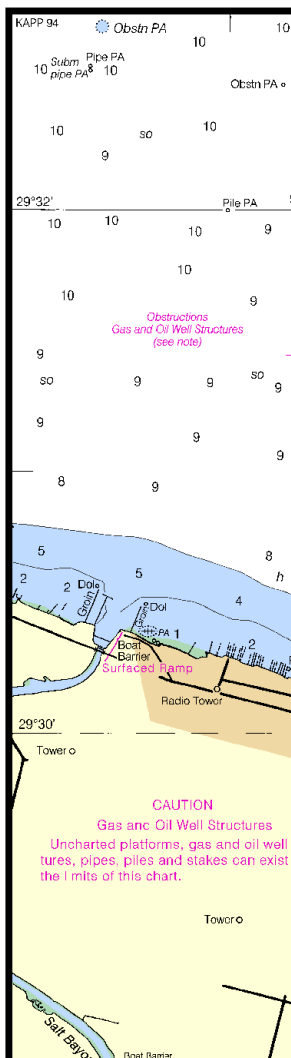 KAPP 94
Obstn PA
10
10
Subm Pipe PA
10 pipe PA 10
Obstn PA
10
so
10
9
29°32'
Pile PA
10
10
10
9
10
10
9
Obstructions
Gas and Oil Well Structures
(see note)
9
so
9
9
so
9
9
9
9
8
9
8
5
5
h
2
2
Dol
Groin
Dol
4
PA
1
2
Boat
Barrier
Surfaced Ramp
Radio Tower
29°30'
Tower
CAUTION
Gas and Oil Well Structures
Uncharted platforms, gas and oil well
tures, pipes, piles and stakes can exist
the l mits of this chart.
Tower
Salt Bayo
Boat Barrier